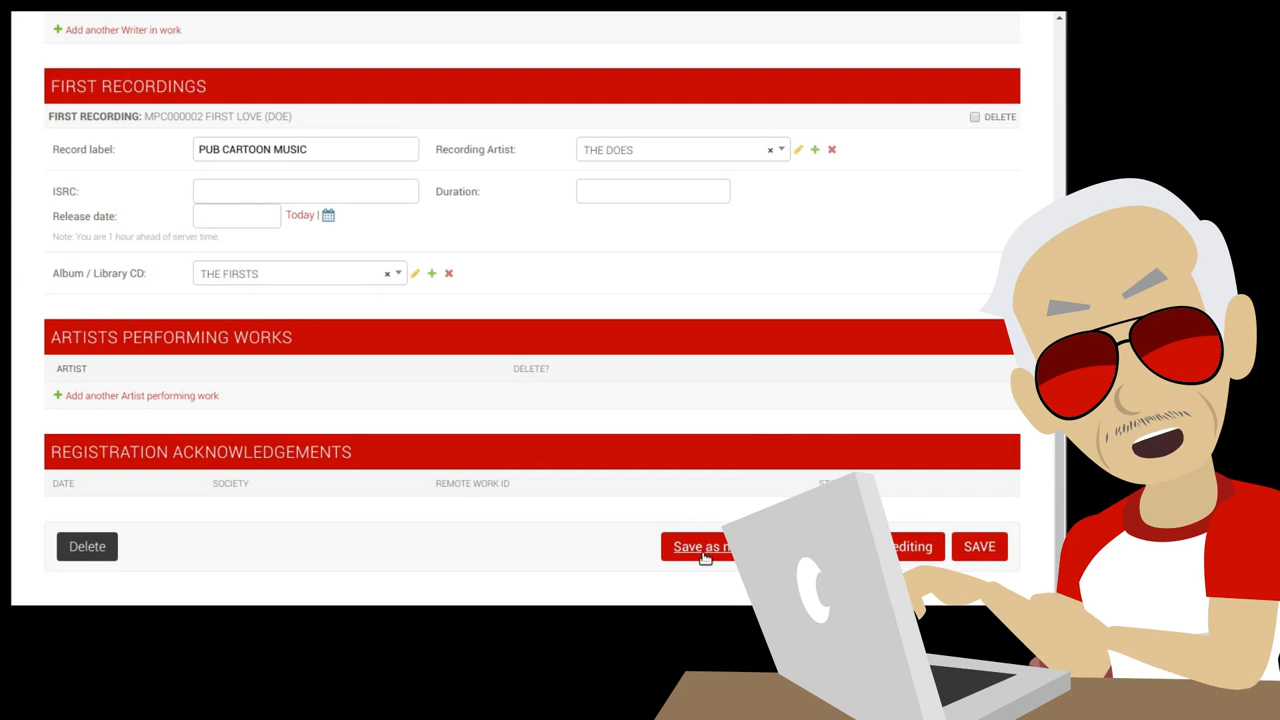 Add another Writer in work
FIRST RECORDINGS
FIRST RECORDING: MPC000002 FIRST LOVE (DOE)
DELETE
Record label:
PUB CARTOON MUSIC
Recording Artist:
THE DOES
ISRC:
Duration:
Release date:
Today |
Note: You are 1 hour ahead of server time.
Album / Library CD:
THE FIRSTS
ARTISTS PERFORMING WORKS
ARTIST
DELETE?
Add another Artist performing work
REGISTRATION ACKNOWLEDGEMENTS
DATE
SOCIETY
REMOTE WORK ID
Delete
Save as
editing
SAVE